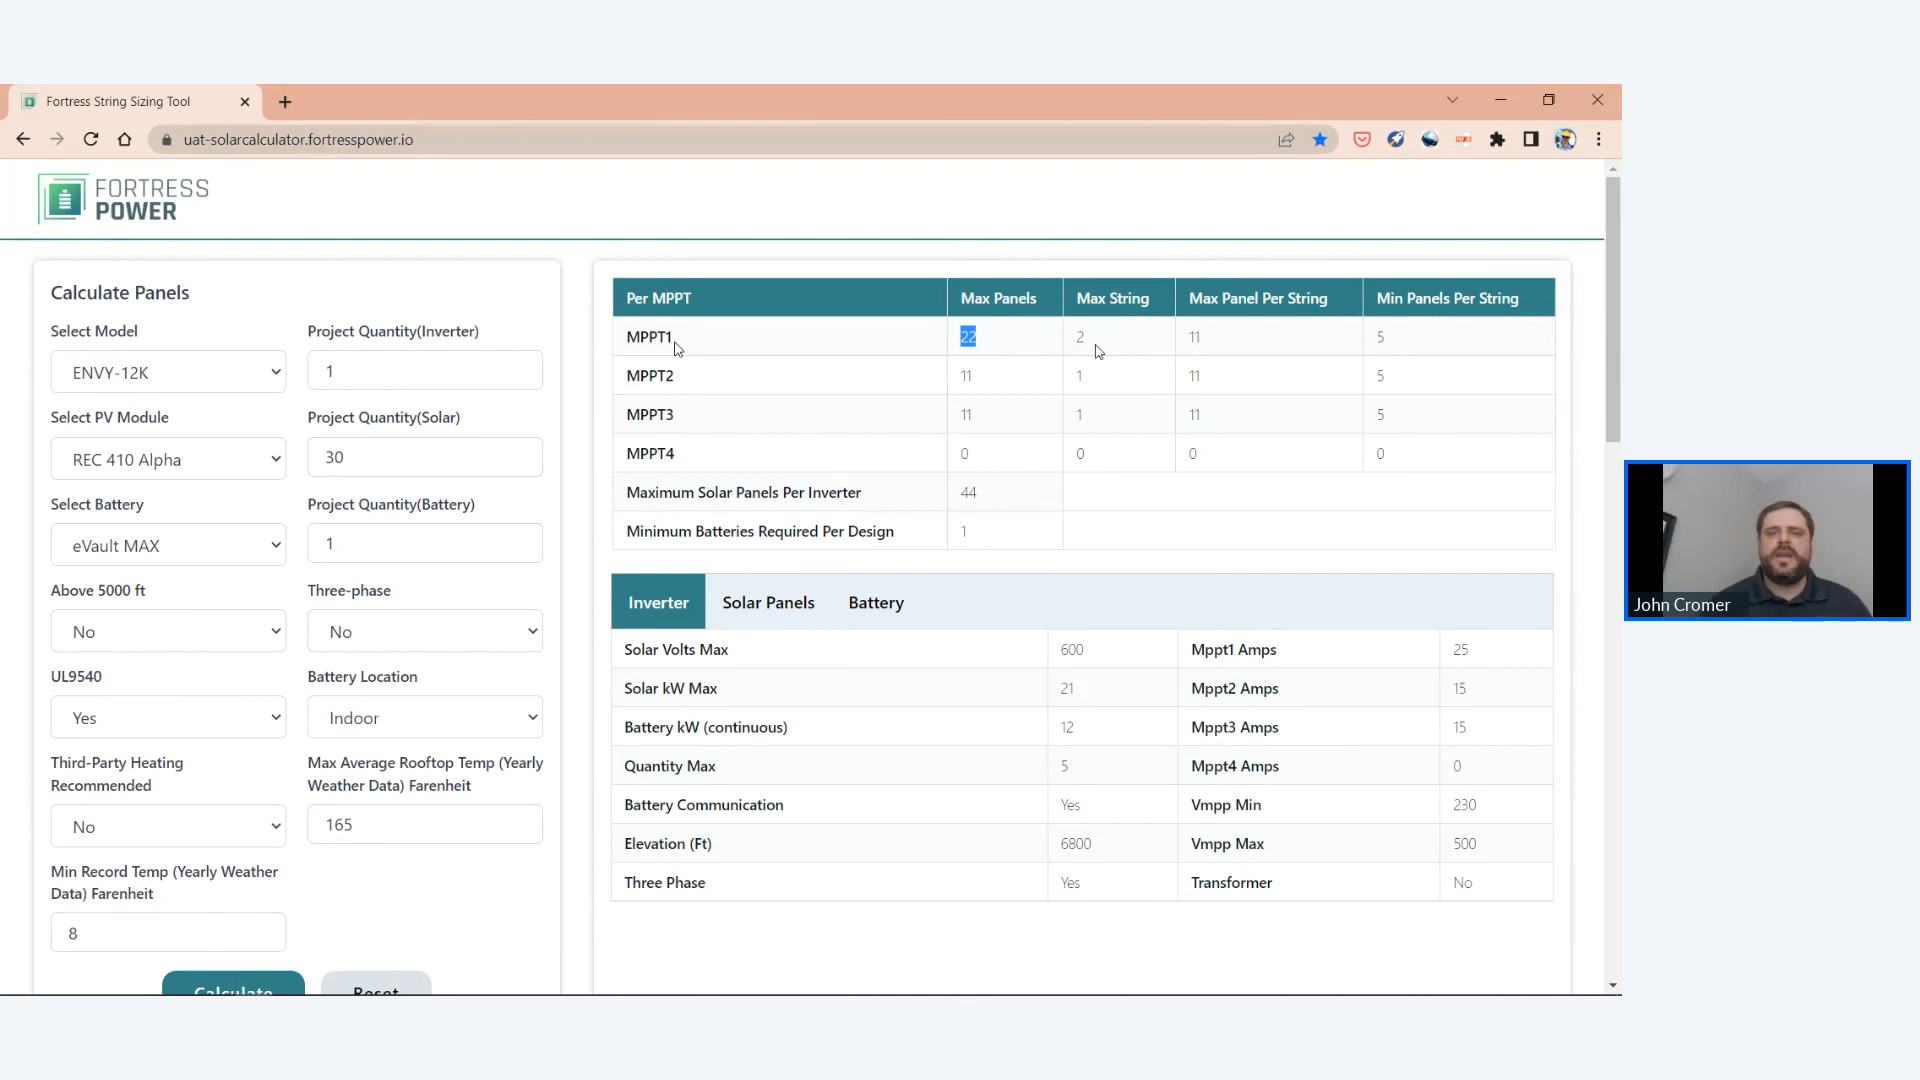 Fortress String Sizing Tool
uat-solarcalculator.fortresspower.io
FORTRESS
POWER
Calculate Panels
Select Model
Project Quantity(Inverter)
ENVY-12K
1
Select PV Module
Project Quantity(Solar)
REC 410 Alpha
30
Select Battery
Project Quantity(Battery)
eVault MAX
1
Above 5000 ft
Three-phase
No
No
UL9540
Battery Location
Yes
Indoor
Third-Party Heating
Recommended
Max Average Rooftop Temp (Yearly
Weather Data) Farenheit
No
165
Min Record Temp (Yearly Weather
Data) Farenheit
8
Calculate
Reset
Per MPPT Max Panels Max String Max Panel Per String Min Panels Per String
MPPT1 22 2 11 5
MPPT2 11 1 11 5
MPPT3 11 1 11 5
MPPT4 0 0 0 0
Maximum Solar Panels Per Inverter 44
Minimum Batteries Required Per Design 1
Inverter Solar Panels Battery
Solar Volts Max 600 Mppt1 Amps 25
Solar kW Max 21 Mppt2 Amps 15
Battery kW (continuous) 12 Mppt3 Amps 15
Quantity Max 5 Mppt4 Amps 0
Battery Communication Yes Vmpp Min 230
Elevation (Ft) 6800 Vmpp Max 500
Three Phase Yes Transformer No
John Cromer